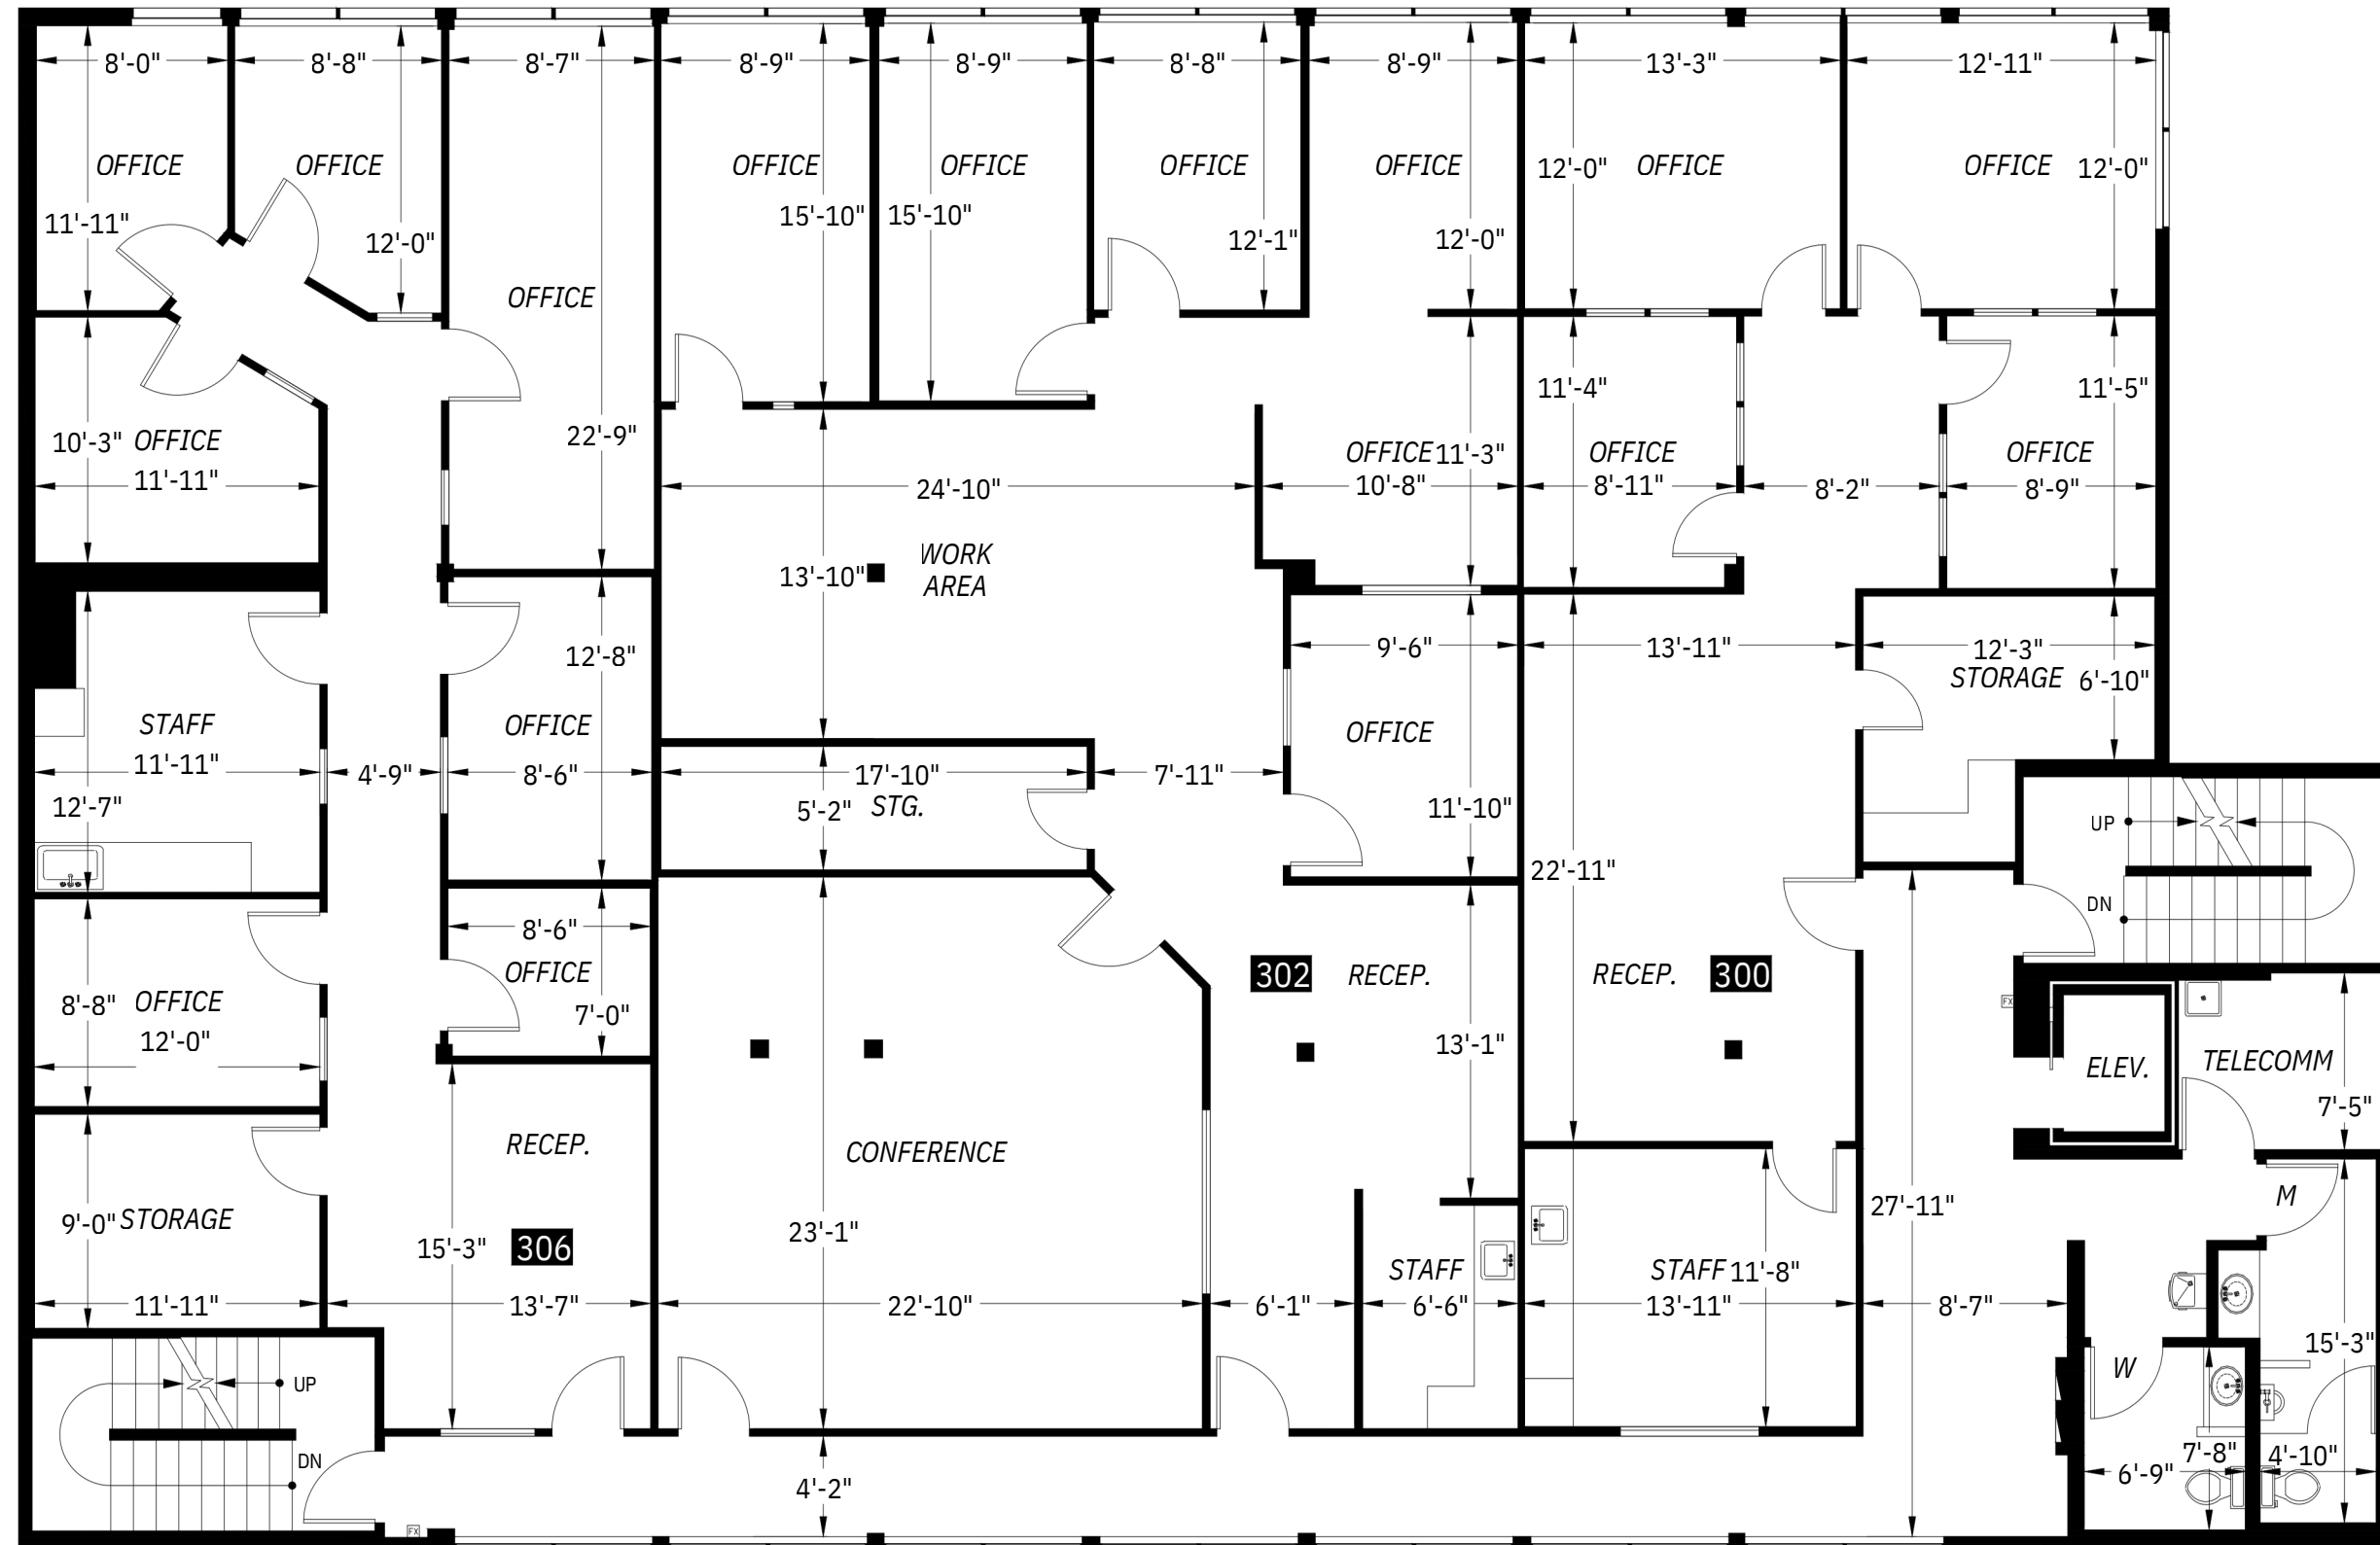 8'-0"
8'-8"
8'-7"
8'-9"
8'-9"
8'-8"
8'-9"
13'-3"
12'-11"
OFFICE
OFFICE
OFFICE
OFFICE
OFFICE
OFFICE
12'-0"
OFFICE
OFFICE
12'-0"
11'-11"
12'-0"
15'-10"
15'-10"
12'-1"
12'-0"
OFFICE
11'-4"
11'-5"
10'-3"
OFFICE
11'-11"
22'-9"
OFFICE
11'-3"
10'-8"
OFFICE
8'-11"
8'-2"
OFFICE
8'-9"
24'-10"
WORK
AREA
13'-10"
12'-8"
9'-6"
13'-11"
12'-3"
STORAGE
6'-10"
STAFF
11'-11"
12'-7"
4'-9"
OFFICE
8'-6"
17'-10"
STG.
5'-2"
7'-11"
OFFICE
11'-10"
22'-11"
UP
DN
8'-6"
OFFICE
7'-0"
302
RECEP.
RECEP.
300
8'-8"
OFFICE
12'-0"
13'-1"
FX
ELEV.
TELECOMM
7'-5"
RECEP.
CONFERENCE
9'-0"
STORAGE
11'-11"
15'-3"
306
13'-7"
23'-1"
22'-10"
6'-1"
STAFF
6'-6"
STAFF
11'-8"
13'-11"
27'-11"
8'-7"
M
15'-3"
W
UP
DN
7'-8"
6'-9"
4'-10"
4'-2"
FX